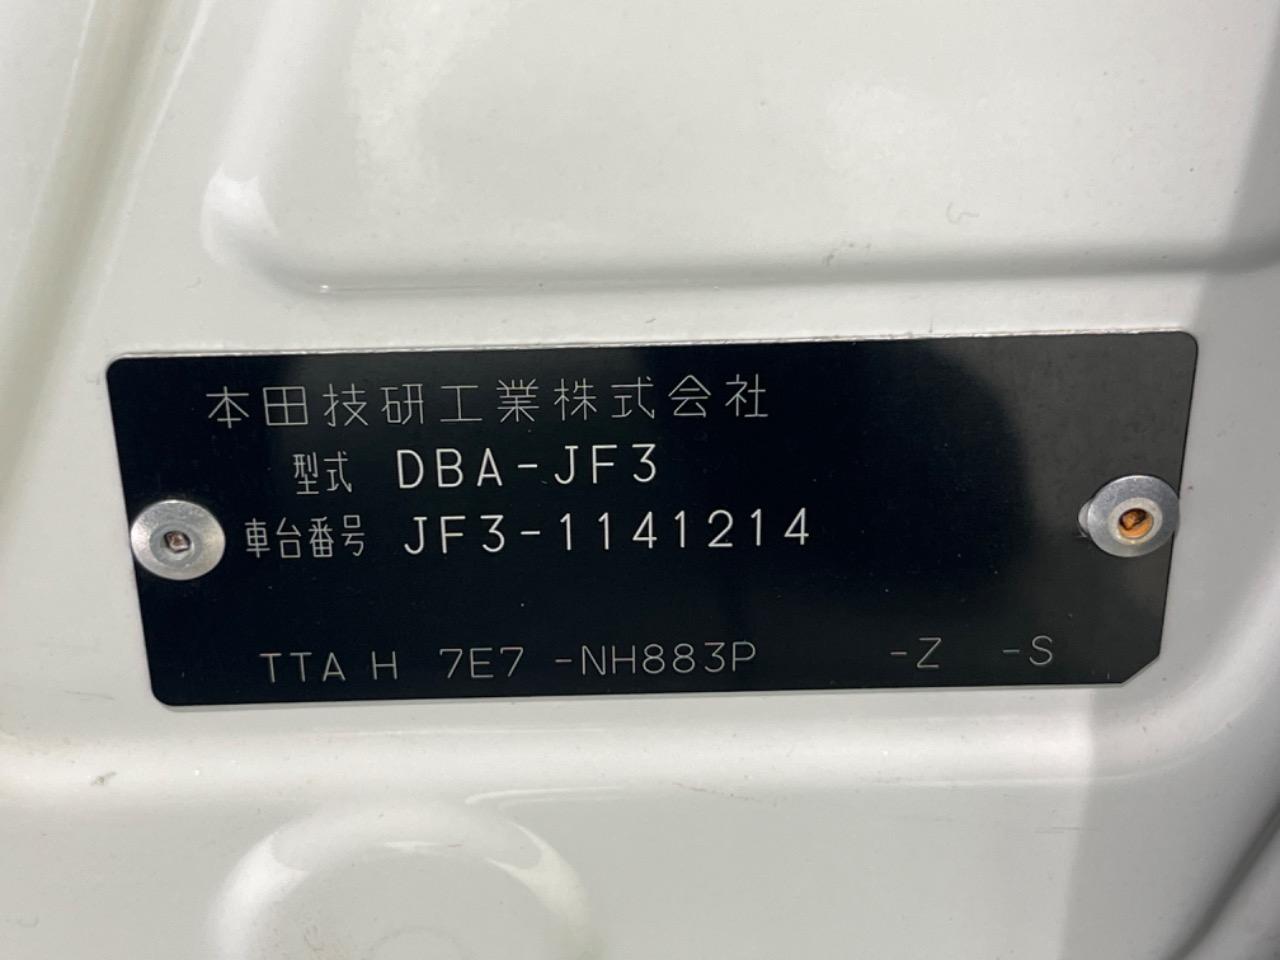 本田技研工業株式会社
型式 DBA-JF3
車台番号 JF3-1141214
TTA H 7E7 -NH883P -Z -S